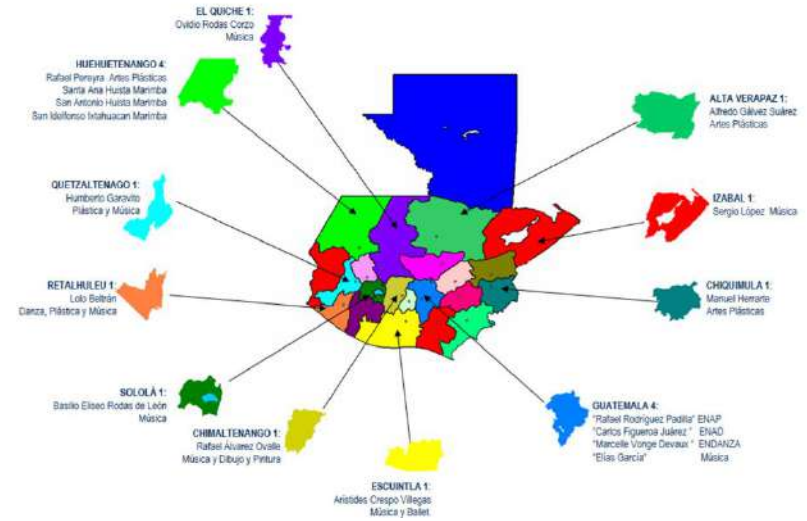 EL QUICHE 1:
Ovidio Rodas Corzo
Música
HUEHUETENANGO 4:
Rafael Pereyra Artes Plásticas
Santa Ana Huista Marimba
San Antonio Huista Marimba
San Ildelfonso Ixtahuacan Marimba
ALTA VERAPAZ 1:
Alfredo Gálvez Suárez
Artes Plásticas
QUETZALTENAGO 1:
Humberto Garavito
Plástica y Música
IZABAL 1:
Sergio López Música
RETALHULEU 1:
Lolo Beltrán
Danza, Plástica y Música
CHIQUIMULA 1:
Manuel Herrarte
Artes Plásticas
SOLOLÁ 1:
Basilio Eliseo Rodas de León
Música
CHIMALTENANGO 1:
Rafael Álvarez Ovalle
Música y Dibujo y Pintura
GUATEMALA 4:
"Rafael Rodríguez Padilla" ENAP
"Carlos Figueroa Juárez " ENAD
"Marcelle Vonge Devaux " ENDANZA
"Elías García" Música
ESCUINTLA 1:
Arístides Crespo Villegas
Música y Ballet